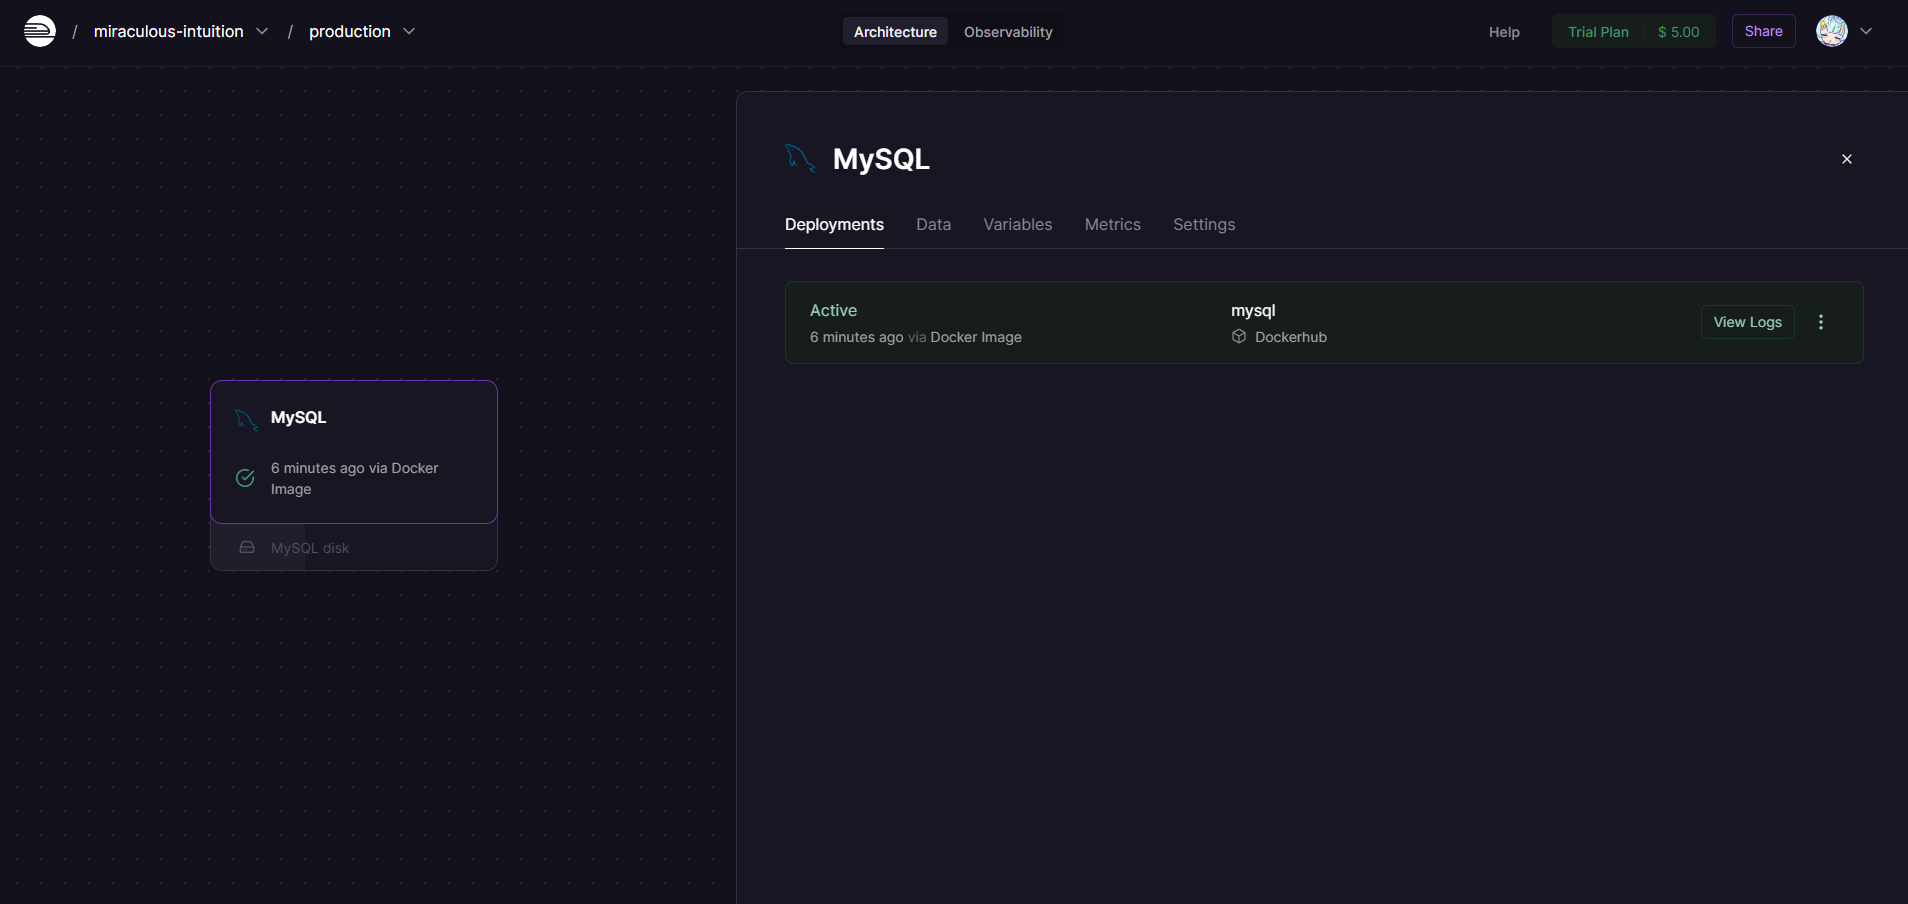 / miraculous-intuition / production
Architecture Observability
Help Trial Plan $ 5.00 Share
MySQL
Deployments Data Variables Metrics Settings
Active
6 minutes ago via Docker Image
mysql
Dockerhub
View Logs
MySQL
6 minutes ago via Docker
Image
MySQL disk